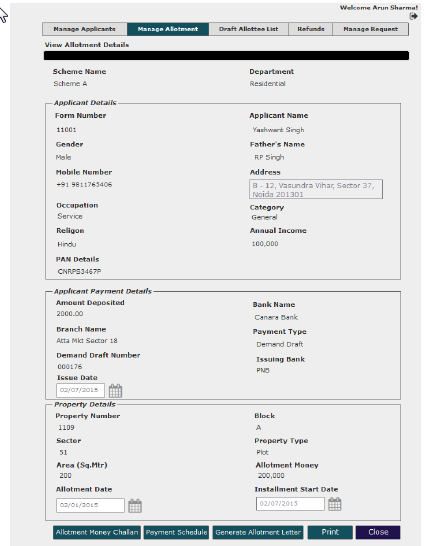 Welcome Arun Sharma!
Manage Applicants Manage Allotment Draft Allottee List Refunds Manage Request
View Allotment Details
Scheme Name Department
Scheme A Residential
Applicant Details
Form Number Applicant Name
11001 Yashwant Singh
Gender Father's Name
Male RP Singh
Mobile Number Address
+91 9811765406 B - 12, Vasundra Vihar, Sector 37,
Noida 201301
Occupation Category
Service General
Religon Annual Income
Hindu 100,000
PAN Details
CNRPS3467P
Applicant Payment Details
Amount Deposited Bank Name
2000.00 Canara Bank
Branch Name Payment Type
Atta Mkt Sector 18 Demand Draft
Demand Draft Number Issuing Bank
000176 PNB
Issue Date
02/07/2015
Property Details
Property Number Block
1109 A
Sector Property Type
51 Plot
Area (Sq.Mtr) Allotment Money
200 200,000
Allotment Date Installment Start Date
02/01/2015 02/07/2015
Allotment Money Challan Payment Schedule Generate Allotment Letter Print Close